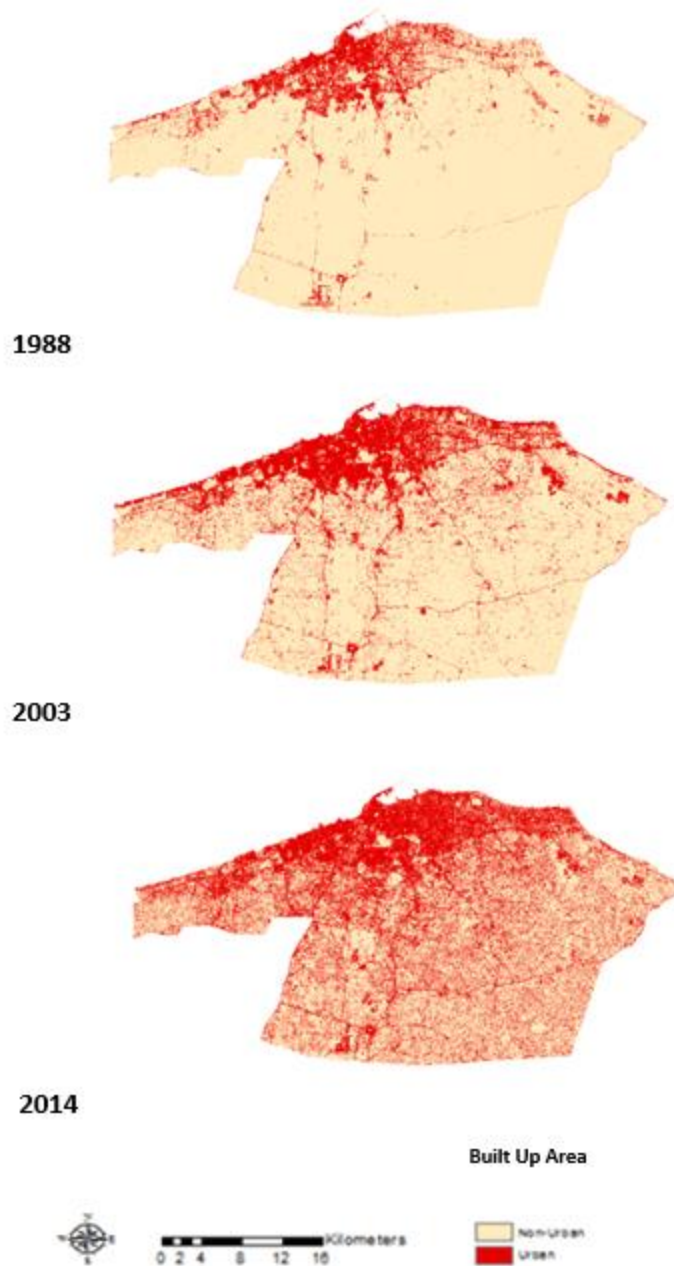 1988
2003
2014
Built Up Area
N
W E
S
Kilometers
0 2 4 8 12 16
Non-Urban
Urban